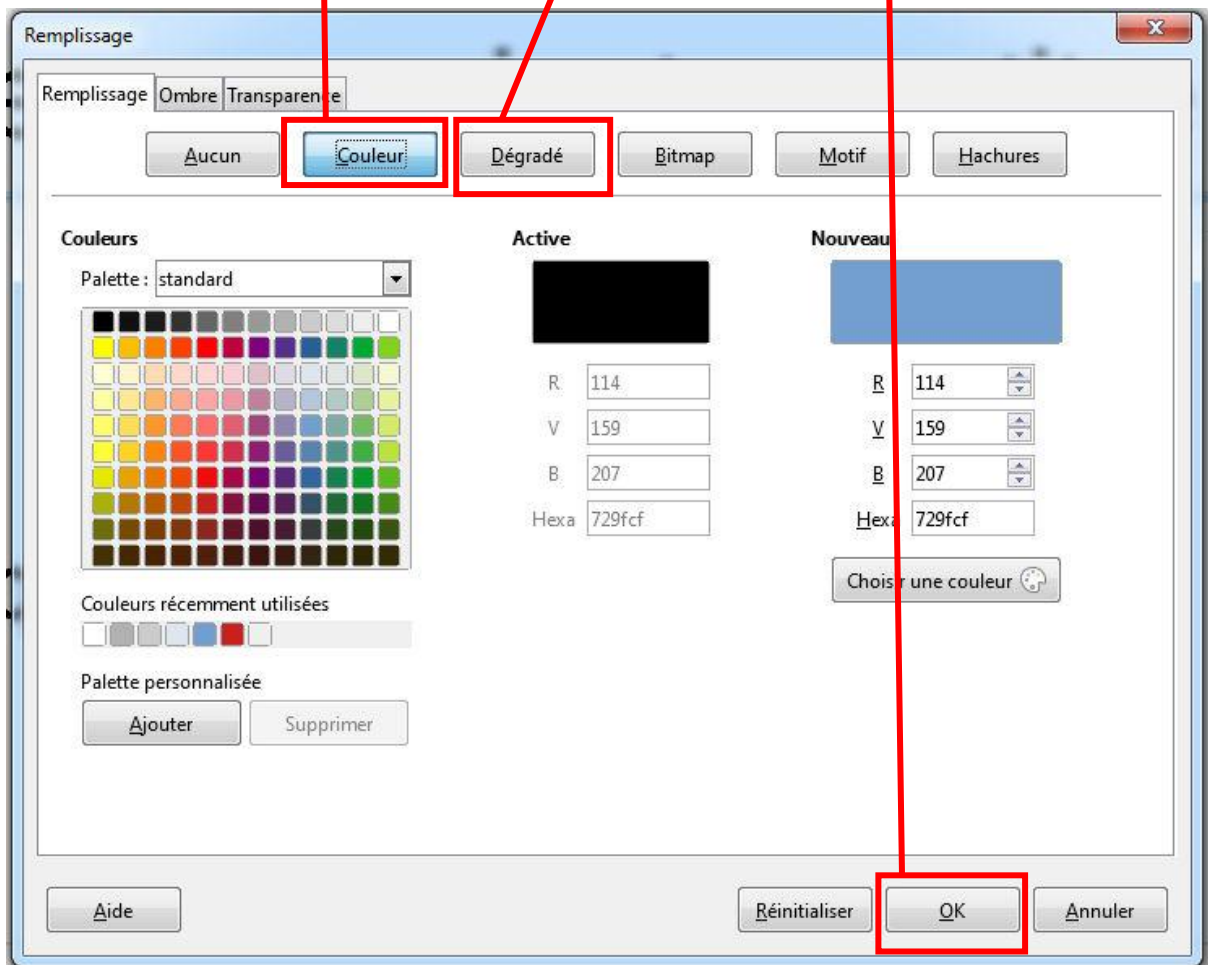 Remplissage
Remplissage Ombre Transparence
Aucun Couleur Dégradé Bitmap Motif Hachures
Couleurs Active Nouveau
Palette : standard
R 114 R 114
V 159 V 159
B 207 B 207
Hexa 729fcf Hexa 729fcf
Choisir une couleur
Couleurs récemment utilisées
Palette personnalisée
Ajouter Supprimer
Aide Réinitialiser OK Annuler